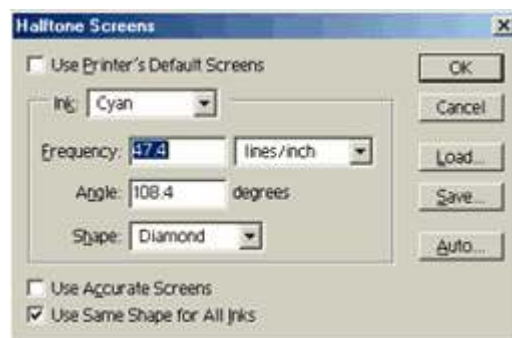 Halftone Screens
Use Printer's Default Screens
OK
Ink: Cyan
Cancel
Frequency: 47.4 lines/inch
Load...
Angle: 108.4 degrees
Save...
Shape: Diamond
Auto...
Use Accurate Screens
Use Same Shape for All Inks